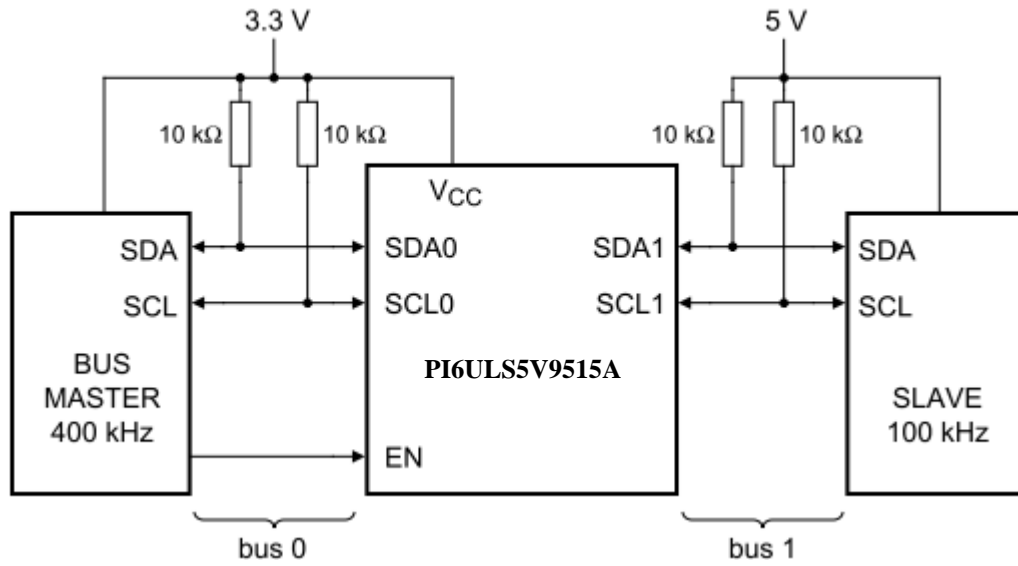 3.3 V
5 V
10 kΩ
10 kΩ
10 kΩ
10 kΩ
VCC
SDA
SDA0
SDA1
SDA
SCL
SCL0
SCL1
SCL
PI6ULS5V9515A
BUS
MASTER
400 kHz
SLAVE
100 kHz
EN
bus 0
bus 1